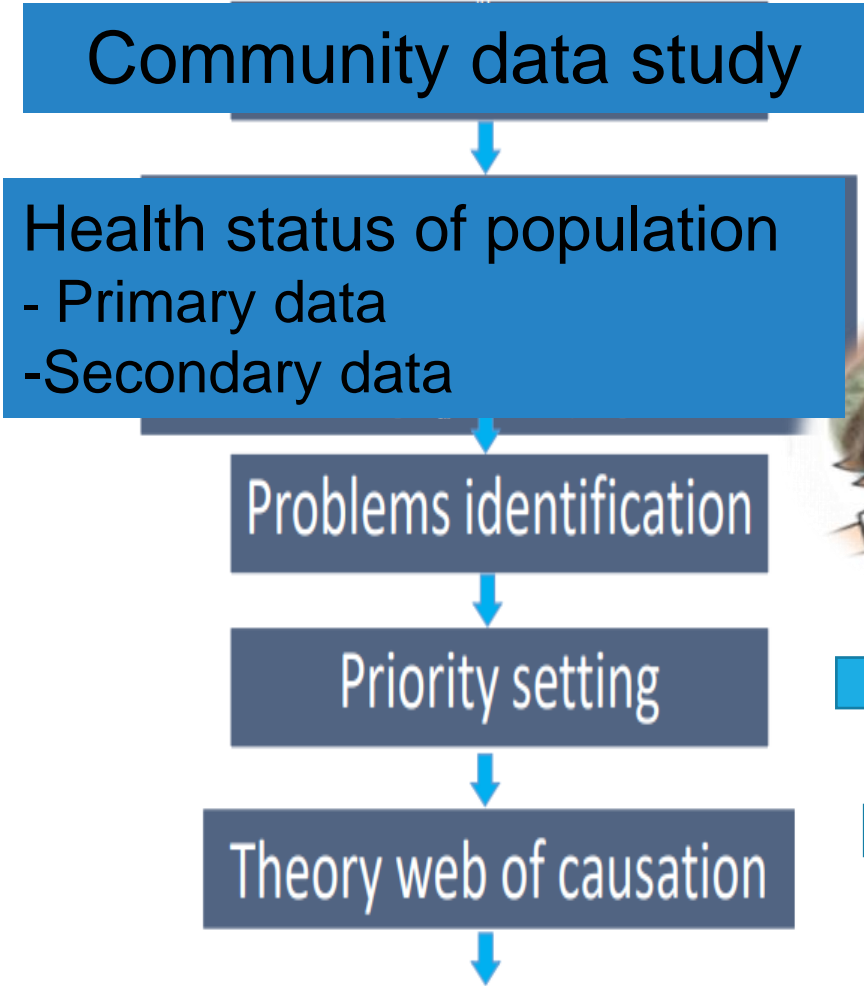 Community data study
Health status of population
- Primary data
-Secondary data
Problems identification
Priority setting
Theory web of causation